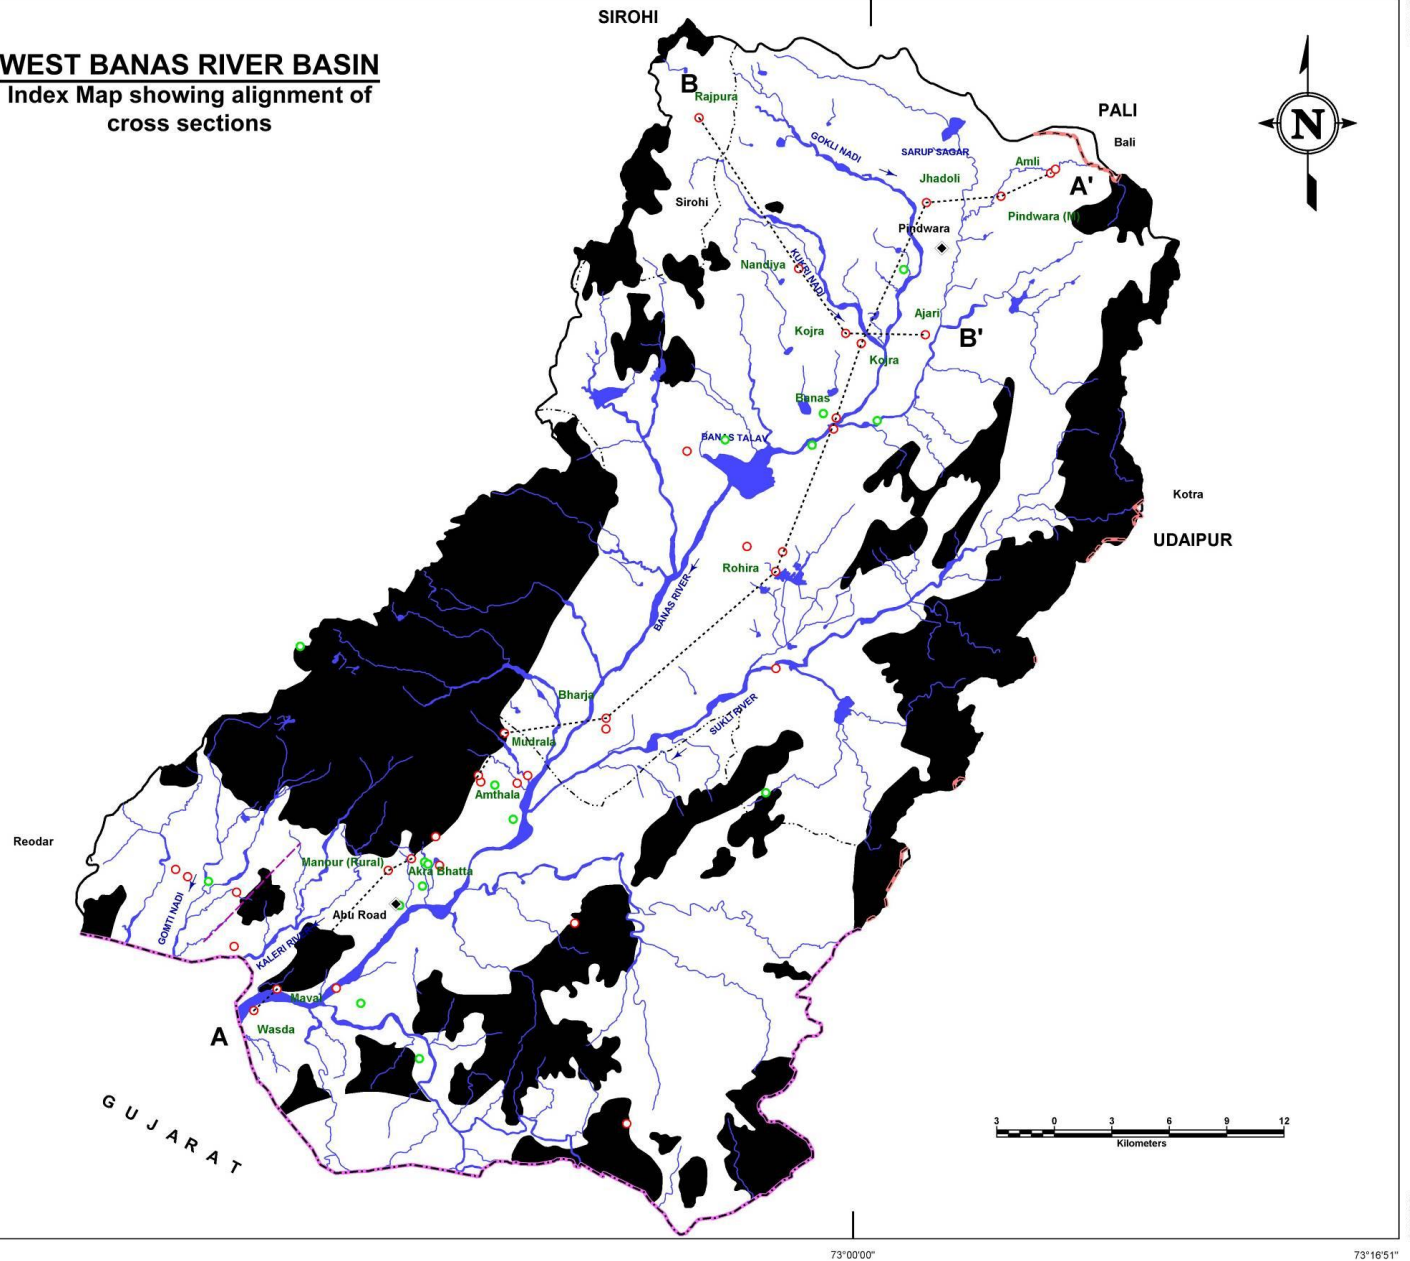 SIROHI
WEST BANAS RIVER BASIN
Index Map showing alignment of
cross sections
B
Rajpura
PALI
Bali
N
GOKLI NADI
SARUP SAGAR
Amli
Jhadoli
A'
Sirohi
Pindwara (M)
Pindwara
Nandiya
KUKRI NADI
Ajari
Kojra
B'
Kojra
Banas
BANAS TALAV
Kotra
UDAIPUR
Rohira
BANAS RIVER
Bharja
SUKLI RIVER
Mudrala
Amthala
Reodar
Manpur (Rural)
Akra Bhatta
GOMTI NADI
Abu Road
KALERI RIVER
Maval
A
Wasda
GUJARAT
3 0 3 6 9 12
Kilometers
73°00'00"
73°16'51"